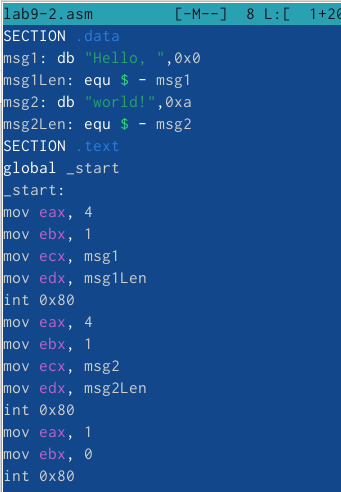 lab9-2.asm [-M--] 8 L:[ 1+20
SECTION .data
msg1: db "Hello, ",0x0
msg1Len: equ $ - msg1
msg2: db "world!",0xa
msg2Len: equ $ - msg2
SECTION .text
global _start
_start:
mov eax, 4
mov ebx, 1
mov ecx, msg1
mov edx, msg1Len
int 0x80
mov eax, 4
mov ebx, 1
mov ecx, msg2
mov edx, msg2Len
int 0x80
mov eax, 1
mov ebx, 0
int 0x80